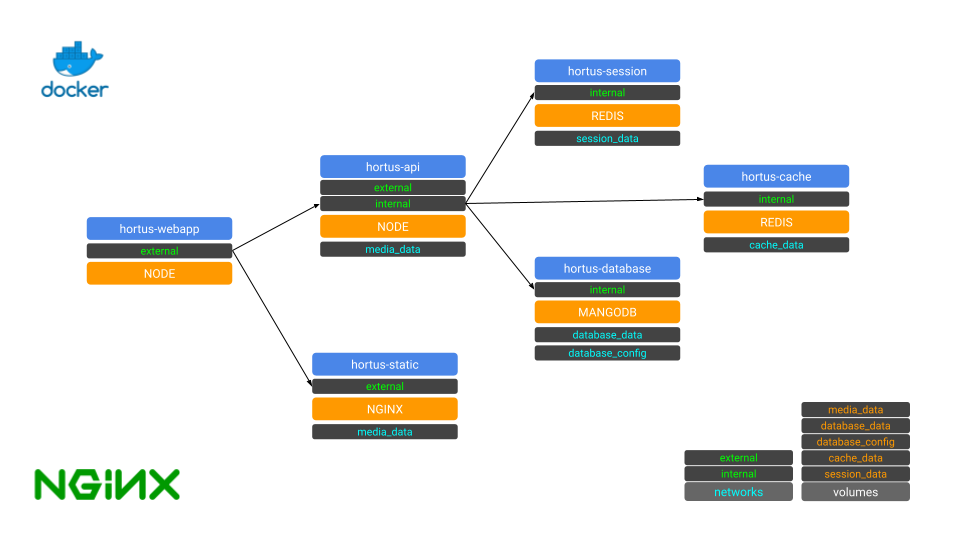 docker
hortus-webapp
external
NODE
hortus-api
external
internal
NODE
media_data
hortus-static
external
NGINX
media_data
hortus-session
internal
REDIS
session_data
hortus-cache
internal
REDIS
cache_data
hortus-database
internal
MANGODB
database_data
database_config
NGiNX
external
internal
networks
media_data
database_data
database_config
cache_data
session_data
volumes